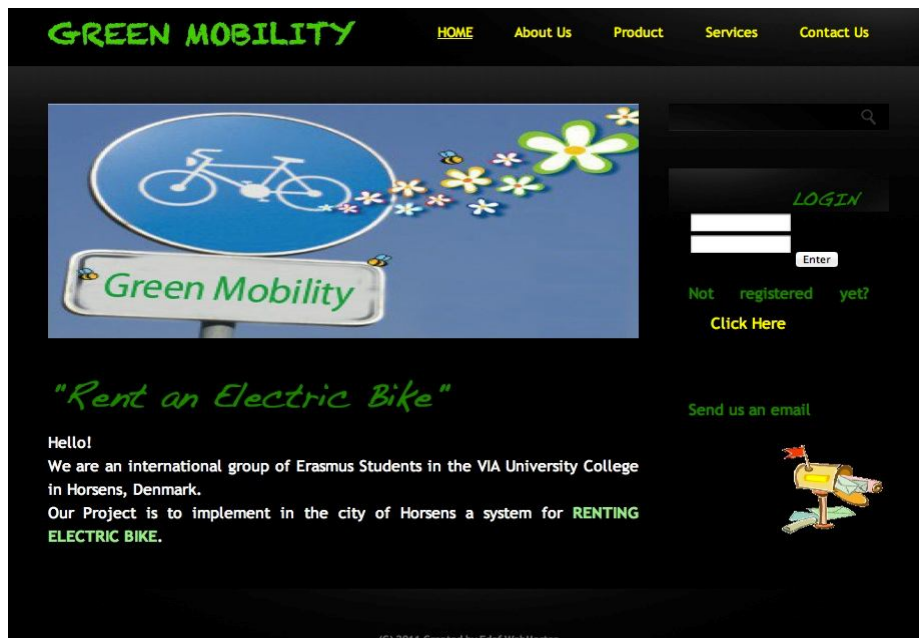 GREEN MOBILITY
HOME About Us Product Services Contact Us
Green Mobility
LOGIN
Enter
Not registered yet?
Click Here
"Rent an Electric Bike"
Hello!
We are an international group of Erasmus Students in the VIA University College
in Horsens, Denmark.
Our Project is to implement in the city of Horsens a system for RENTING
ELECTRIC BIKE.
Send us an email